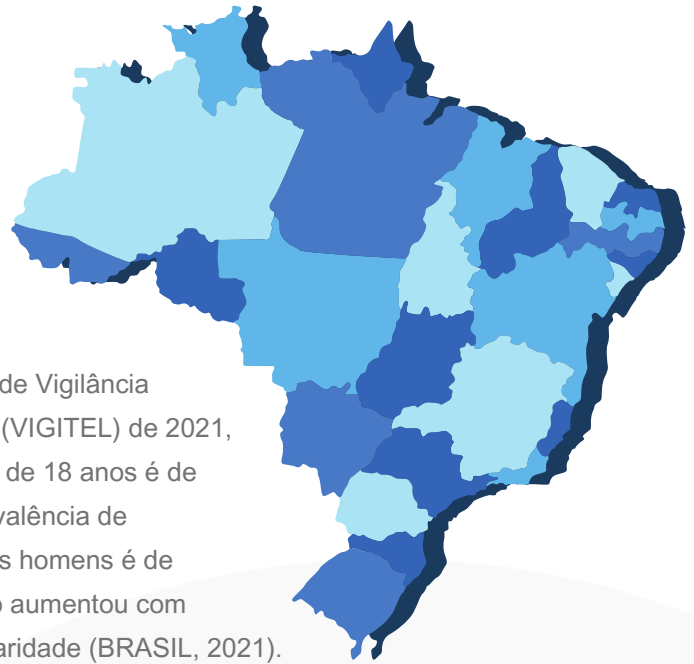 de Vigilância
(VIGITEL) de 2021,
de 18 anos é de
valência de
s homens é de
o aumentou com
aridade (BRASIL, 2021).